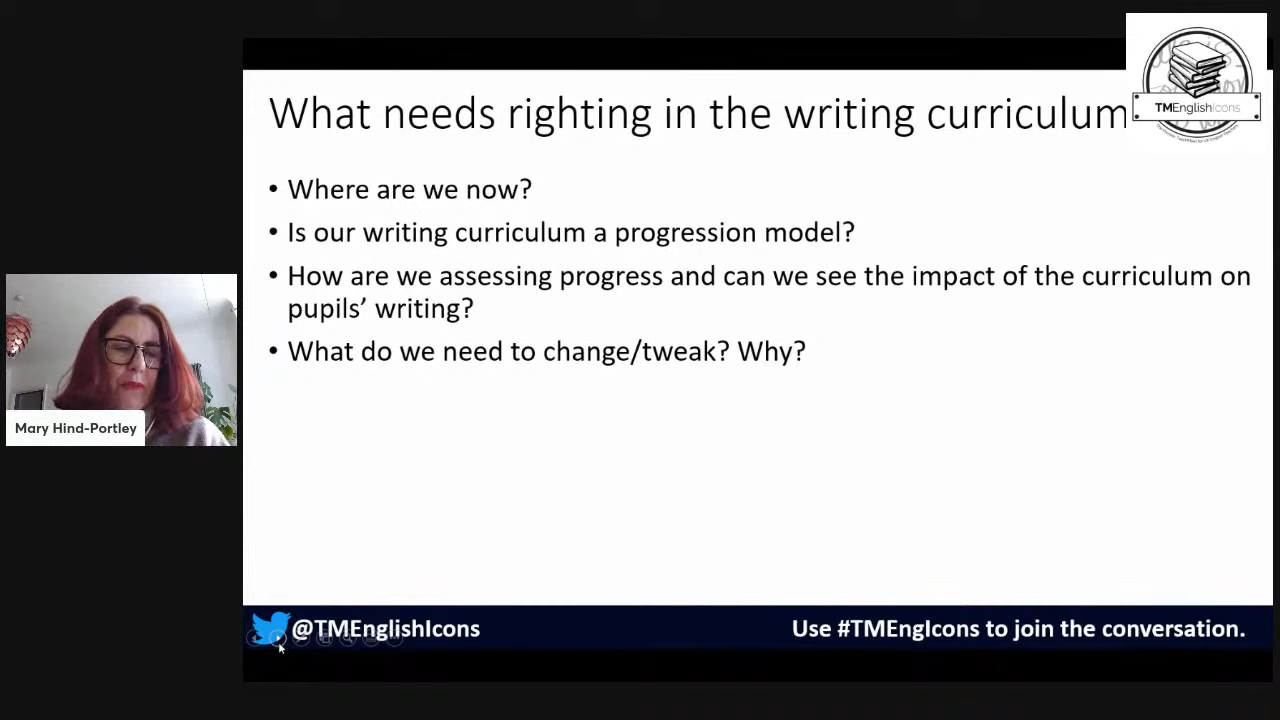 What needs righting in the writing curriculum
TMEnglishIcons
• Where are we now?
• Is our writing curriculum a progression model?
• How are we assessing progress and can we see the impact of the curriculum on
pupils’ writing?
• What do we need to change/tweak? Why?
Mary Hind-Portley
@TMEnglishIcons
Use #TMEngIcons to join the conversation.